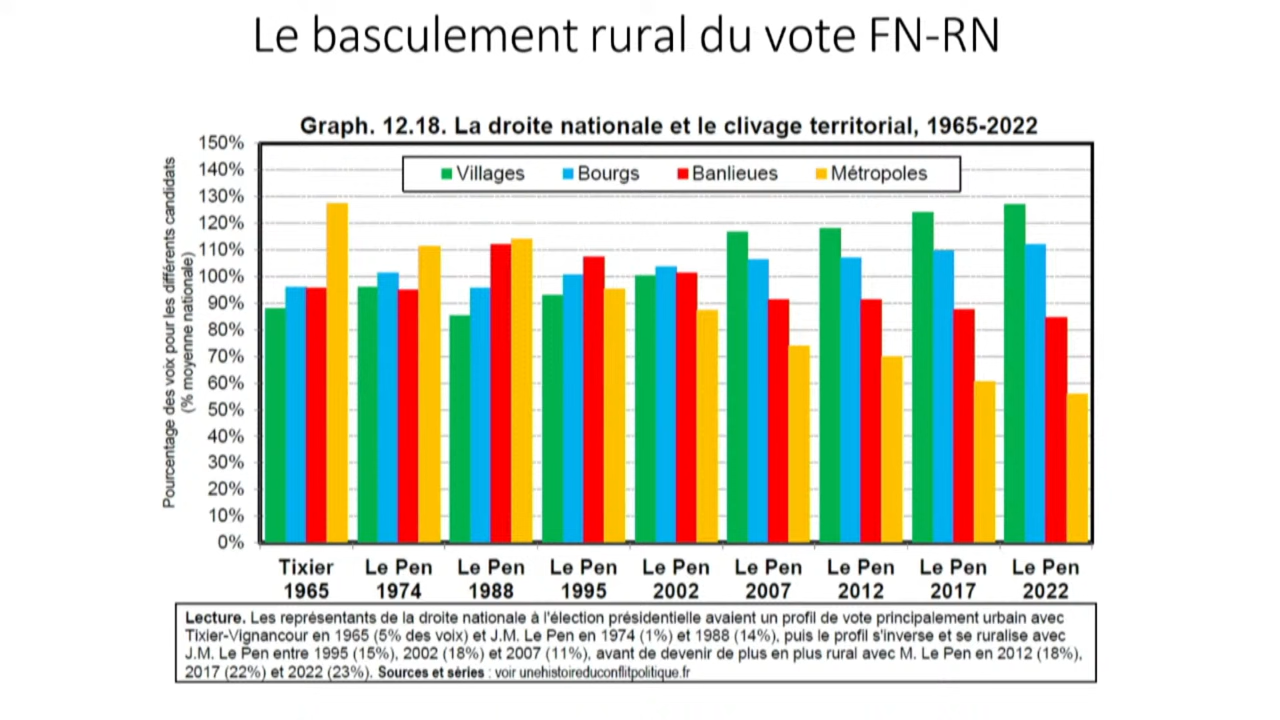 Le basculement rural du vote FN-RN
Graph. 12.18. La droite nationale et le clivage territorial, 1965-2022
Pourcentage des voix pour les différents candidats
(% moyenne nationale)
150%
140%
130%
120%
110%
100%
90%
80%
70%
60%
50%
40%
30%
20%
10%
0%
Villages Bourgs Banlieues Métropoles
Tixier Le Pen Le Pen Le Pen Le Pen Le Pen Le Pen Le Pen Le Pen
1965 1974 1988 1995 2002 2007 2012 2017 2022
Lecture. Les représentants de la droite nationale à l'élection présidentielle avaient un profil de vote principalement urbain avec
Tixier-Vignancour en 1965 (5% des voix) et J.M. Le Pen en 1974 (1%) et 1988 (14%), puis le profil s'inverse et se ruralise avec
J.M. Le Pen entre 1995 (15%), 2002 (18%) et 2007 (11%), avant de devenir de plus en plus rural avec M. Le Pen en 2012 (18%),
2017 (22%) et 2022 (23%). Sources et séries : voir unehistoireduconflitpolitique.fr